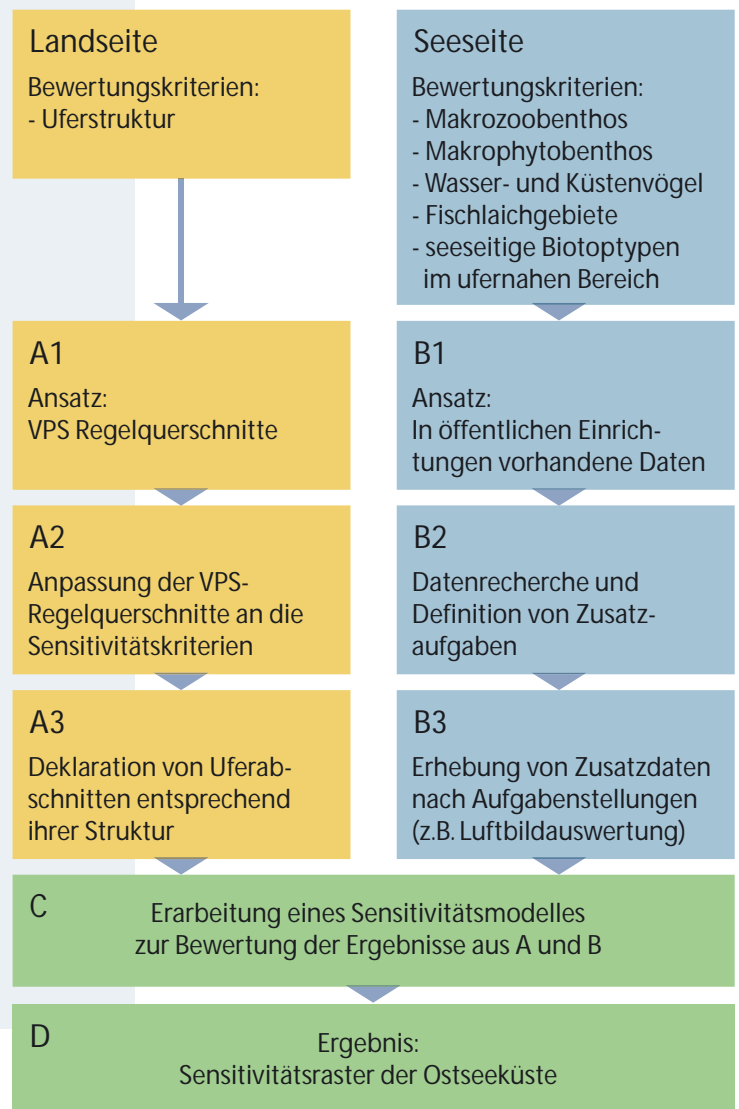 Landseite
Bewertungskriterien:
- Uferstruktur
Seeseite
Bewertungskriterien:
- Makrozoobenthos
- Makrophytobenthos
- Wasser- und Küstenvögel
- Fischlaichgebiete
- seeseitige Biotoptypen
im ufernahen Bereich
A1
Ansatz:
VPS Regelquerschnitte
B1
Ansatz:
In öffentlichen Einrich-
tungen vorhandene Daten
A2
Anpassung der VPS-
Regelquerschnitte an die
Sensitivitätskriterien
B2
Datenrecherche und
Definition von Zusatz-
aufgaben
A3
Deklaration von Uferab-
schnitten entsprechend
ihrer Struktur
B3
Erhebung von Zusatzdaten
nach Aufgabenstellungen
(z.B. Luftbildauswertung)
C
Erarbeitung eines Sensitivitätsmodelles
zur Bewertung der Ergebnisse aus A und B
D
Ergebnis:
Sensitivitätsraster der Ostseeküste